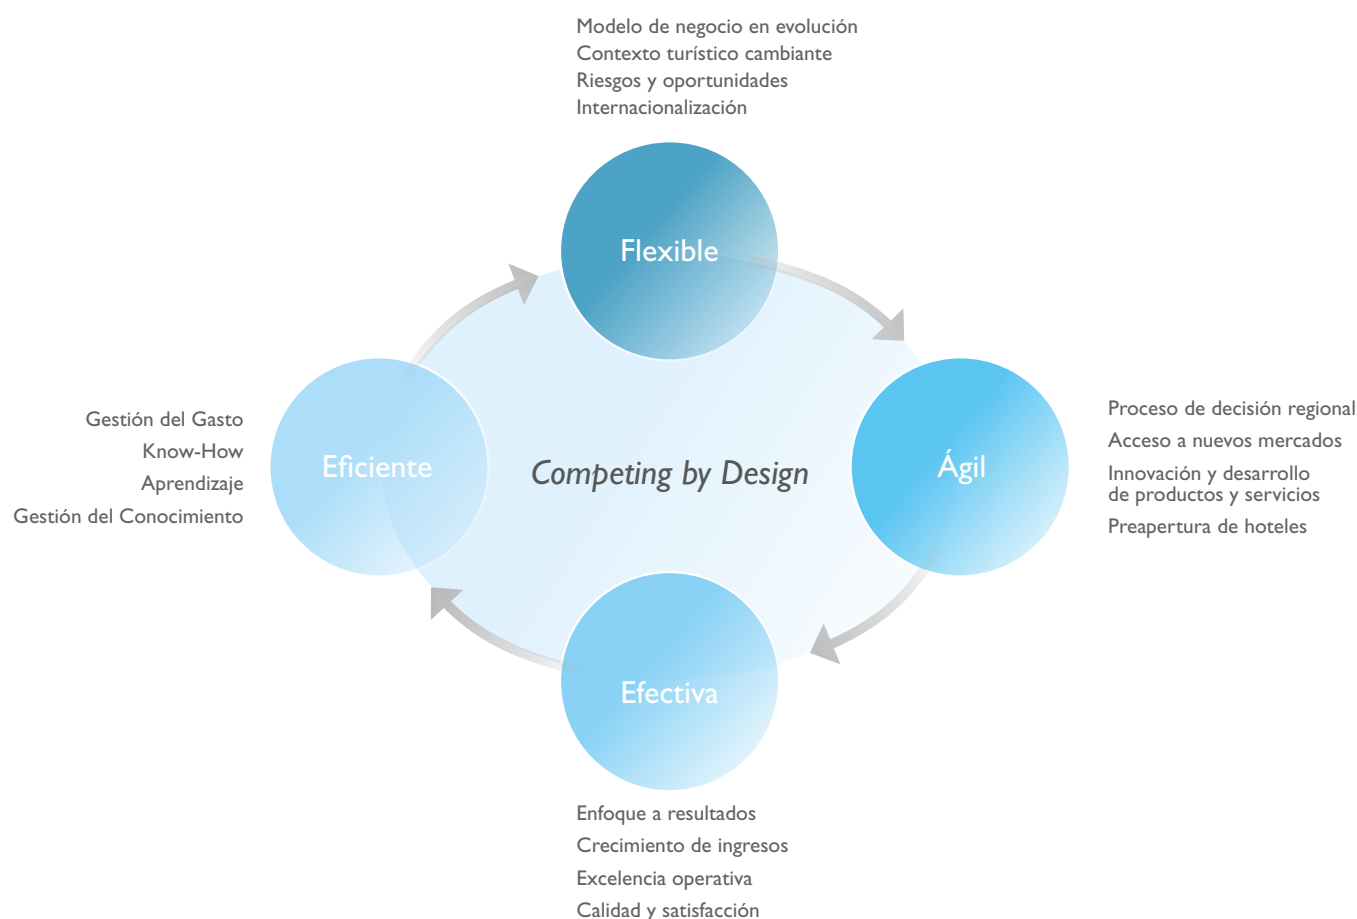 Modelo de negocio en evolución
Contexto turístico cambiante
Riesgos y oportunidades
Internacionalización
Flexible
Gestión del Gasto
Know-How
Aprendizaje
Gestión del Conocimiento
Eficiente
Competing by Design
Ágil
Proceso de decisión regional
Acceso a nuevos mercados
Innovación y desarrollo
de productos y servicios
Preapertura de hoteles
Efectiva
Enfoque a resultados
Crecimiento de ingresos
Excelencia operativa
Calidad y satisfacción